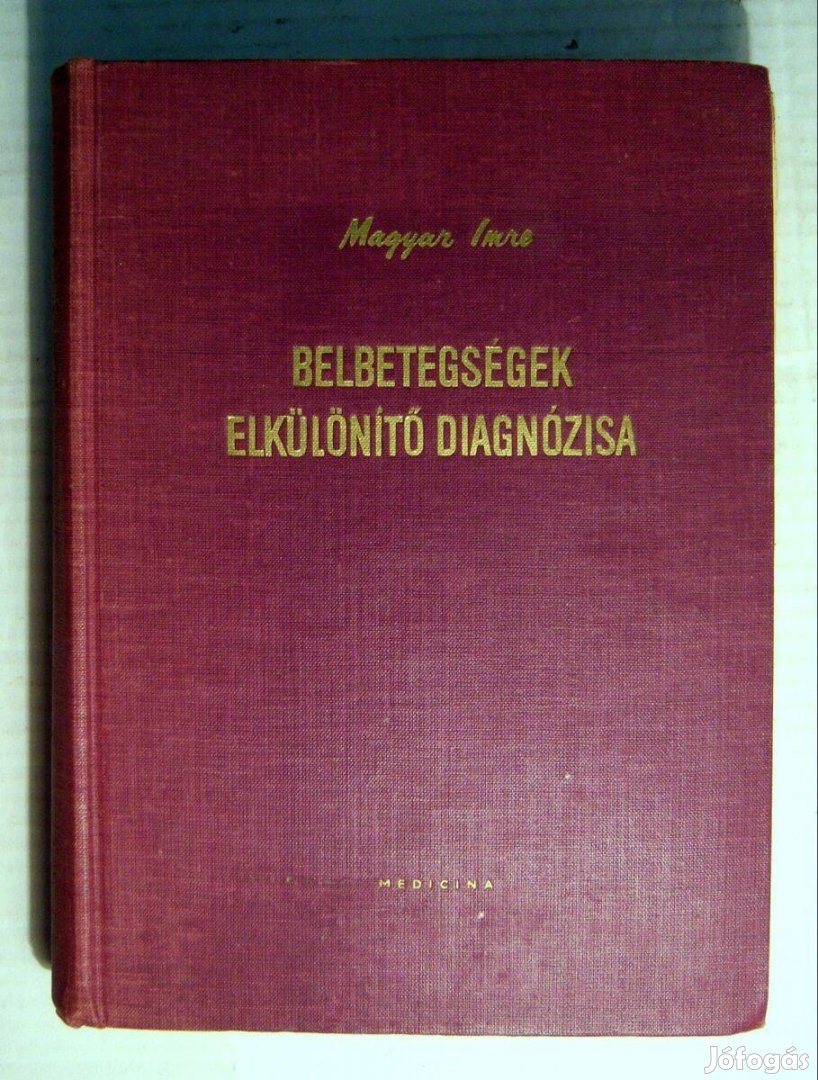 Magyar Imre
BELBETEGSÉGEK
ELKÜLÖNÍTŐ DIAGNÓZISA
MEDICINA
Jófogás